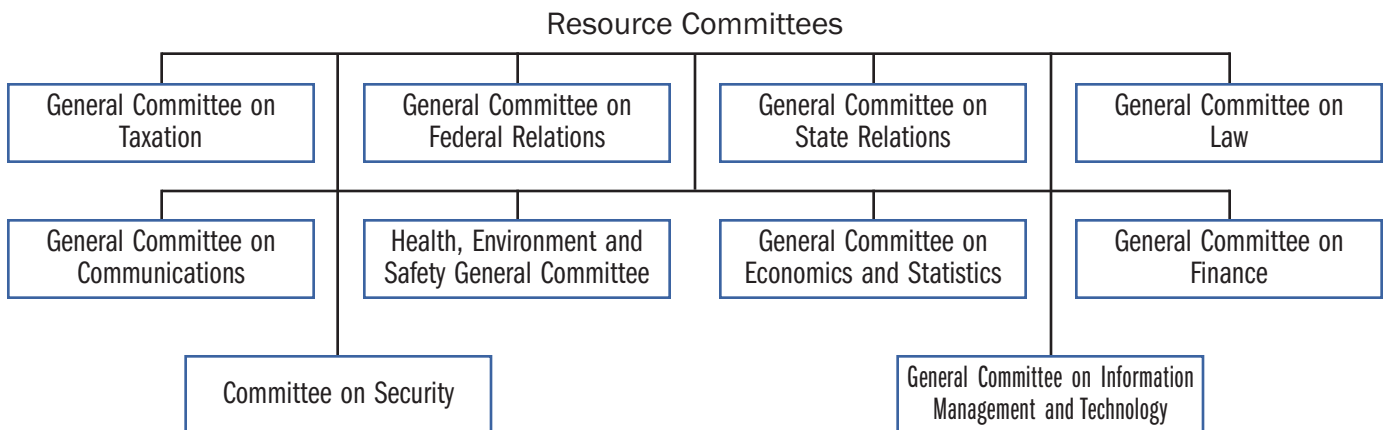 Resource Committees
General Committee on
Taxation
General Committee on
Federal Relations
General Committee on
State Relations
General Committee on
Law
General Committee on
Communications
Health, Environment and
Safety General Committee
General Committee on
Economics and Statistics
General Committee on
Finance
Committee on Security
General Committee on Information
Management and Technology